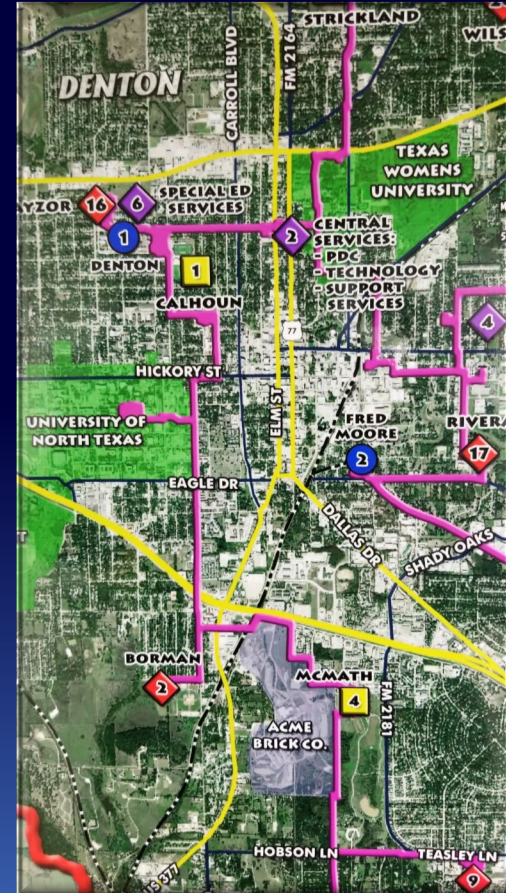 STRICKLAND
WILS
CARROLL BLVD
FM 2164
DENTON
TEXAS
WOMENS
UNIVERSITY
AYZOR
16
6
SPECIAL ED
SERVICES
1
DENTON
2
CENTRAL
SERVICES:
- PDC
- TECHNOLOGY
- SUPPORT
SERVICES
1
CALHOUN
4
77
HICKORY ST
ELM ST
UNIVERSITY OF
NORTH TEXAS
FRED
MOORE
2
RIVERA
17
EAGLE DR
DALLAS DR
SHADY OAKS
T
BORMAN
2
MCMATH
4
FM 2181
ACME
BRICK CO.
HOBSON LN
TEASLEY LN
US 377
9